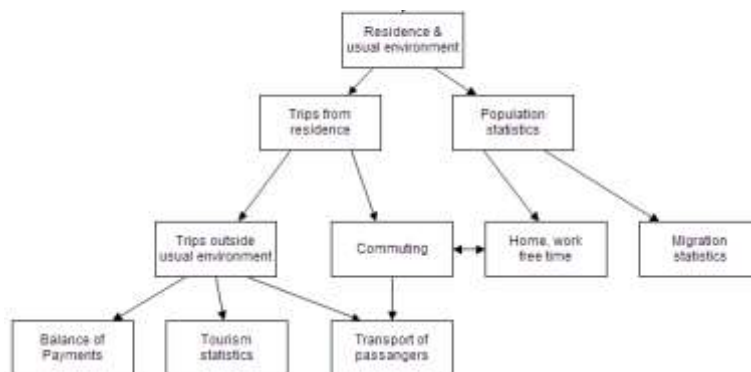 Residence &
usual environment
Trips from
residence
Population
statistics
Trips outside
usual environment
Commuting
Home, work
free time
Migration
statistics
Balance of
Payments
Tourism
statistics
Transport of
passangers